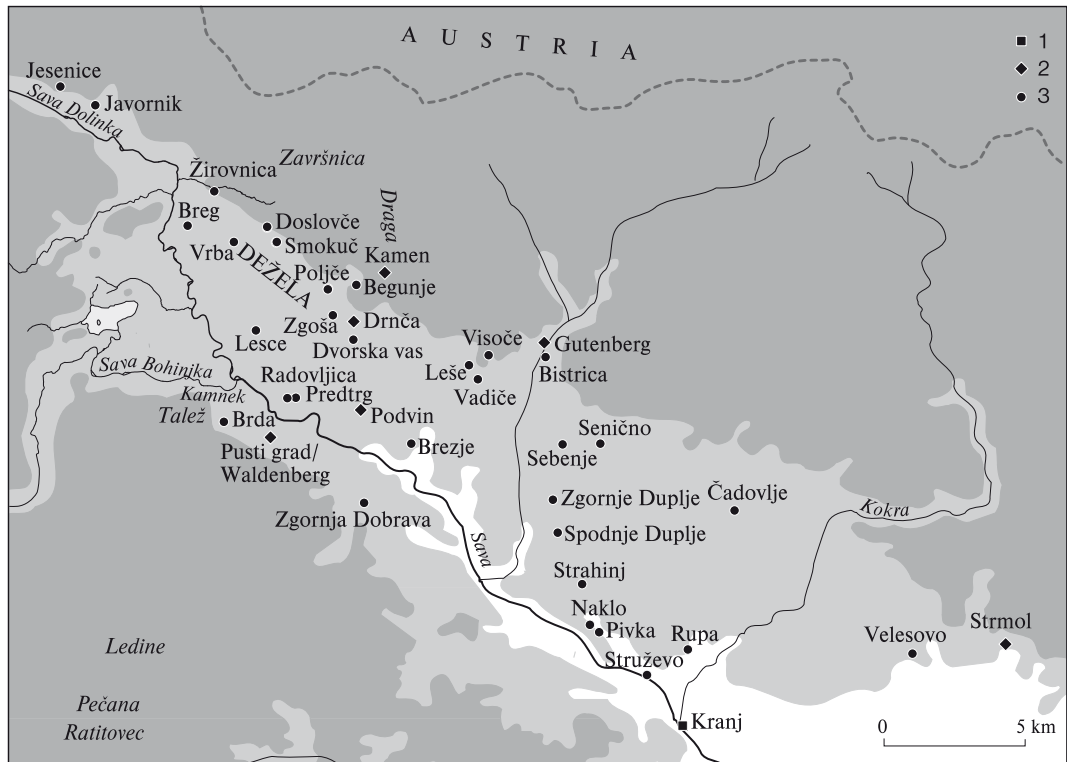 AUSTRIA
1
2
3
Jesenice
Javornik
Sava Dolinka
Žirovnica
Završnica
Breg
Doslovče
Draga
Vrba
Smokuč
DEŽELA
Kamen
Poljče
Begunje
Zgoša
Drnča
Lesce
Dvorska vas
Visoče
Gutenberg
Leše
Bistrica
Vadiče
Sava Bohinjka
Radovljica
Kamnek
Predtrg
Talež
Brda
Podvin
Pusti grad/
Waldenberg
Brezje
Senično
Sebenje
Zgornja Dobrava
Zgornje Duplje
Čadovlje
Kokra
Spodnje Duplje
Sava
Strahinj
Naklo
Pivka
Rupa
Velesovo
Strmol
Struževo
Ledine
Pečana
Ratitovec
Kranj
0
5 km